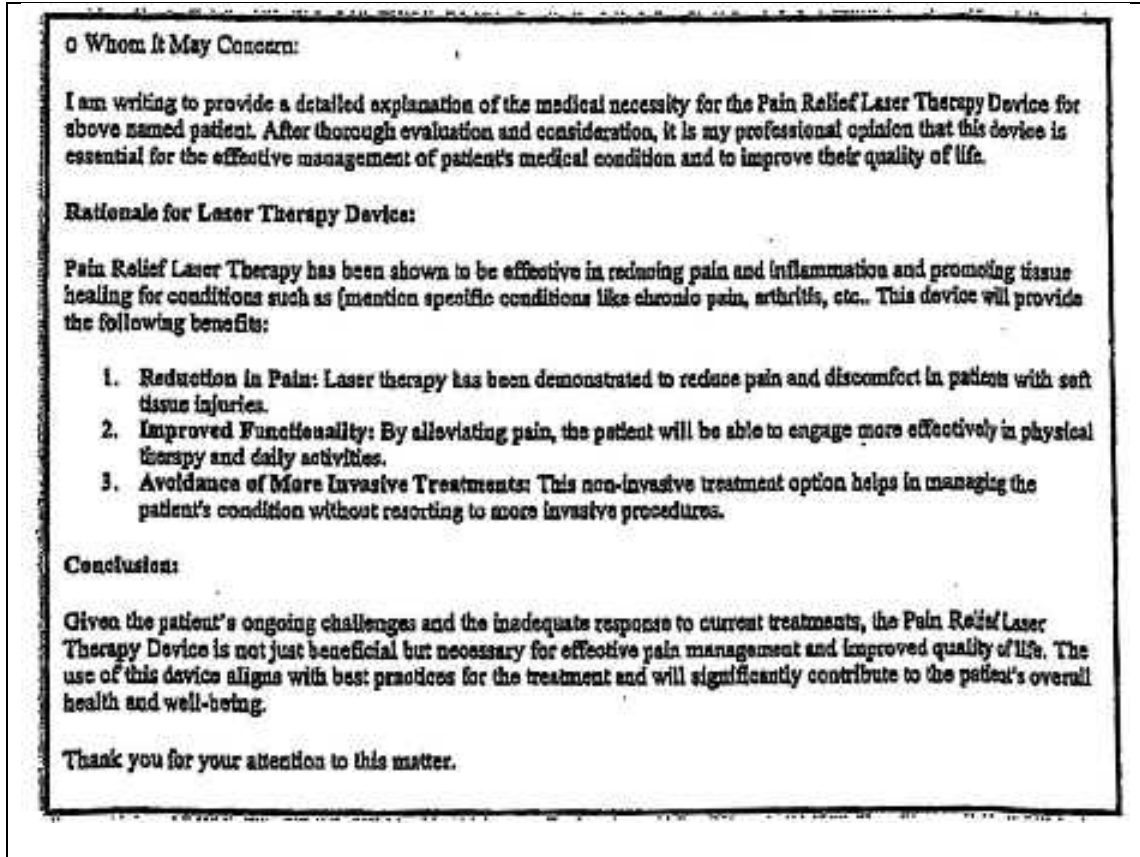 o Whom It May Concern:
I am writing to provide a detailed explanation of the medical necessity for the Pain Relief Laser Therapy Device for
above named patient. After thorough evaluation and consideration, it is my professional opinion that this device is
essential for the effective management of patient's medical condition and to improve their quality of life.
Rationale for Laser Therapy Device:
Pain Relief Laser Therapy has been shown to be effective in reducing pain and inflammation and promoting tissue
healing for conditions such as (mention specific conditions like chronic pain, arthritis, etc.. This device will provide
the following benefits:
1. Reduction in Pain: Laser therapy has been demonstrated to reduce pain and discomfort in patients with soft
tissue injuries.
2. Improved Functionality: By alleviating pain, the patient will be able to engage more effectively in physical
therapy and daily activities.
3. Avoidance of More Invasive Treatments: This non-invasive treatment option helps in managing the
patient's condition without resorting to more invasive procedures.
Conclusion:
Given the patient's ongoing challenges and the inadequate response to current treatments, the Pain Relief Laser
Therapy Device is not just beneficial but necessary for effective pain management and improved quality of life. The
use of this device aligns with best practices for the treatment and will significantly contribute to the patient's overall
health and well-being.
Thank you for your attention to this matter.